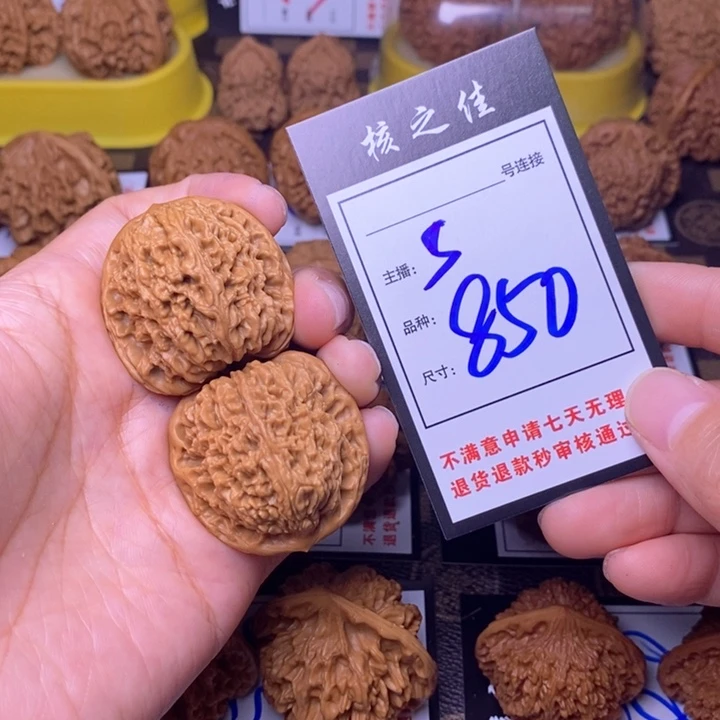 核之佳
号连接
主播: S
品种: 850
尺寸:
不满意申请七天无理
退货退款秒审核通过